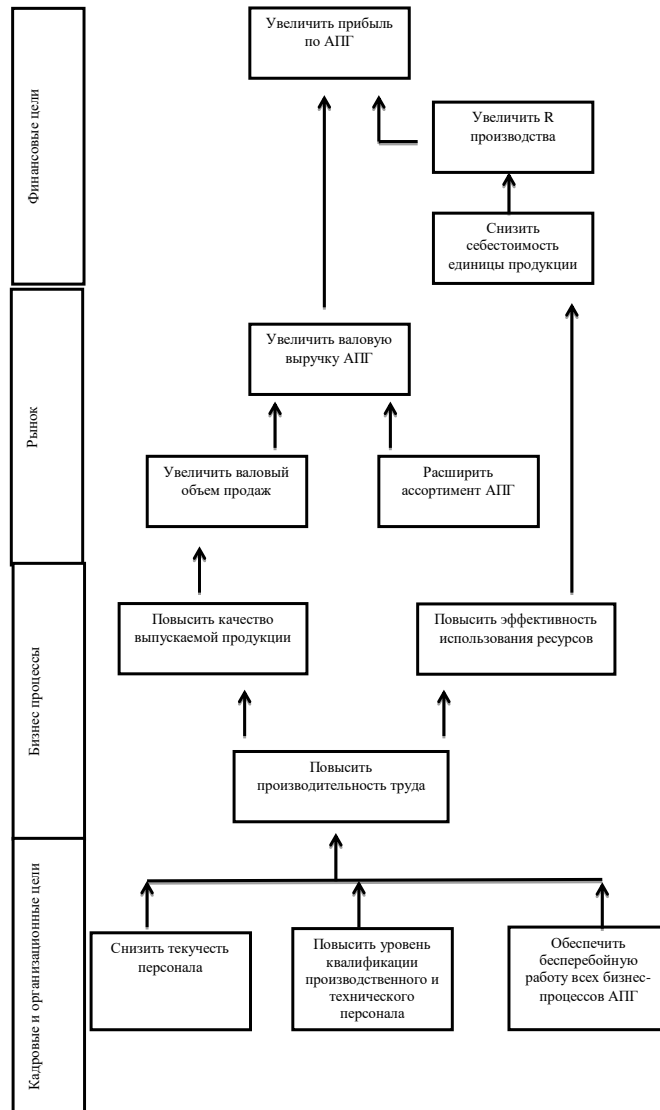 Увеличить прибыль
по АПГ
Финансовые цели
Увеличить R
производства
Снизить
себестоимость
единицы продукции
Рынок
Увеличить валовую
выручку АПГ
Увеличить валовый
объем продаж
Расширить
ассортимент АПГ
Бизнес процессы
Повысить качество
выпускаемой продукции
Повысить эффективность
использования ресурсов
Повысить
производительность труда
Кадровые и организационные цели
Снизить текучесть
персонала
Повысить уровень
квалификации
производственного и
технического
персонала
Обеспечить
бесперебойную
работу всех бизнес-
процессов АПГ